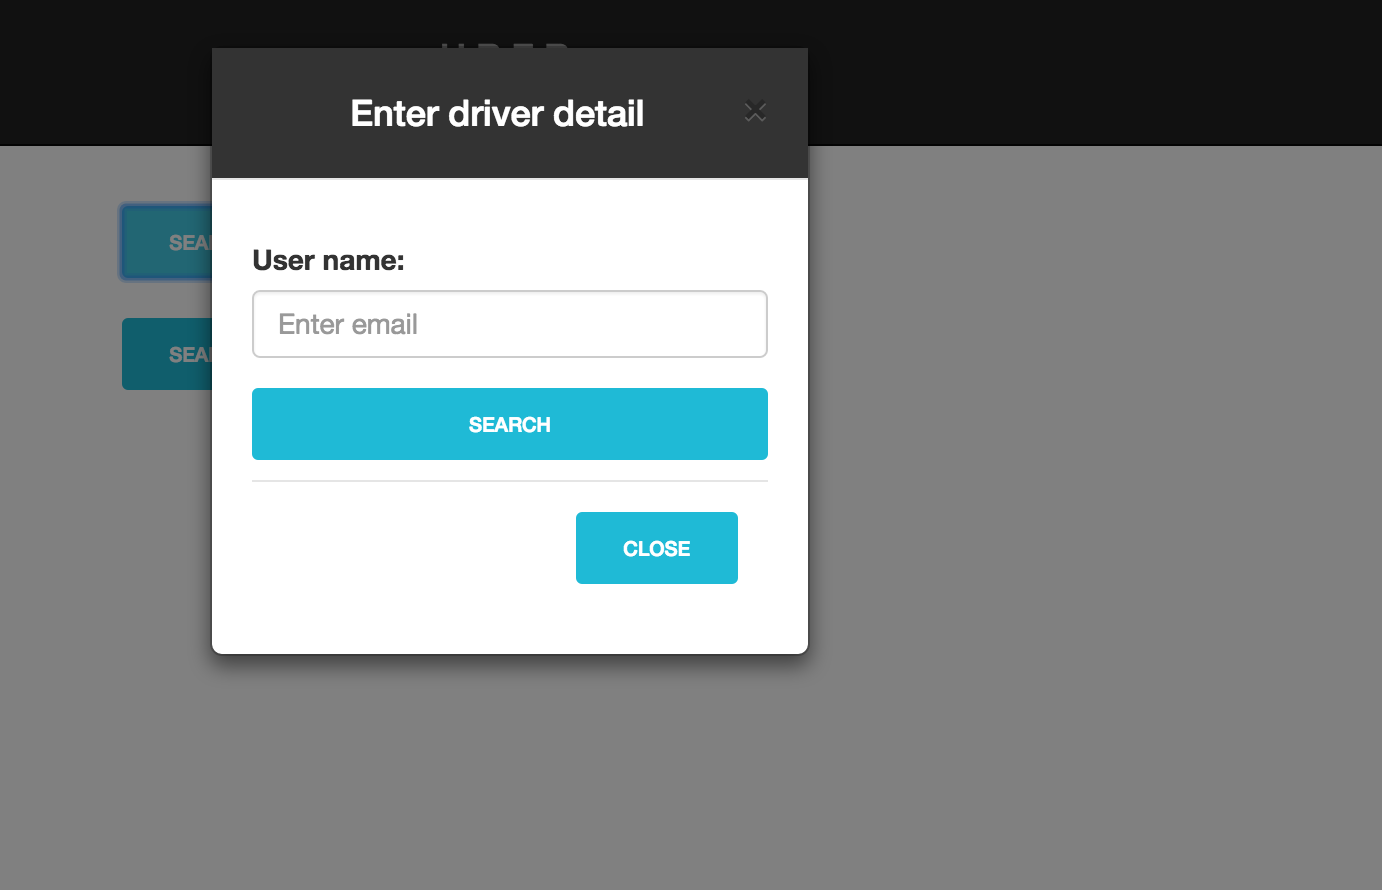 Enter driver detail
×
User name:
Enter email
SEARCH
CLOSE